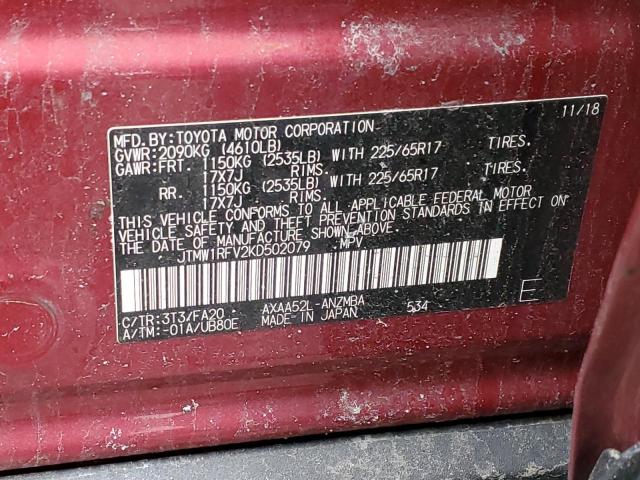 11/18
MFD.BY:TOYOTA MOTOR CORPORATION
GVWR:2090KG (4610LB)
GAWR:FRT. 1150KG (2535LB) WITH 225/65R17 TIRES.
17X7J RIMS.
RR. 1150KG (2535LB) WITH 225/65R17 TIRES.
17X7J RIMS.
THIS VEHICLE CONFORMS TO ALL APPLICABLE FEDERAL MOTOR
VEHICLE SAFETY AND THEFT PREVENTION STANDARDS IN EFFECT ON
THE DATE OF MANUFACTURE SHOWN ABOVE.
JTMW1RFV2KD502079 MPV
C/TR:3T3/FA20 AXAA52L-ANZMBA 534 E
A/TM:-01A/UB80E MADE IN JAPAN